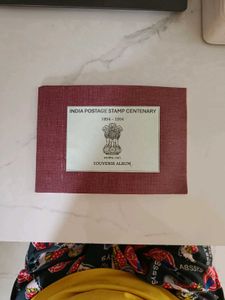 INDIA POSTAGE STAMP CENTENARY
1854 - 1954
SOUVENIR ALBUM